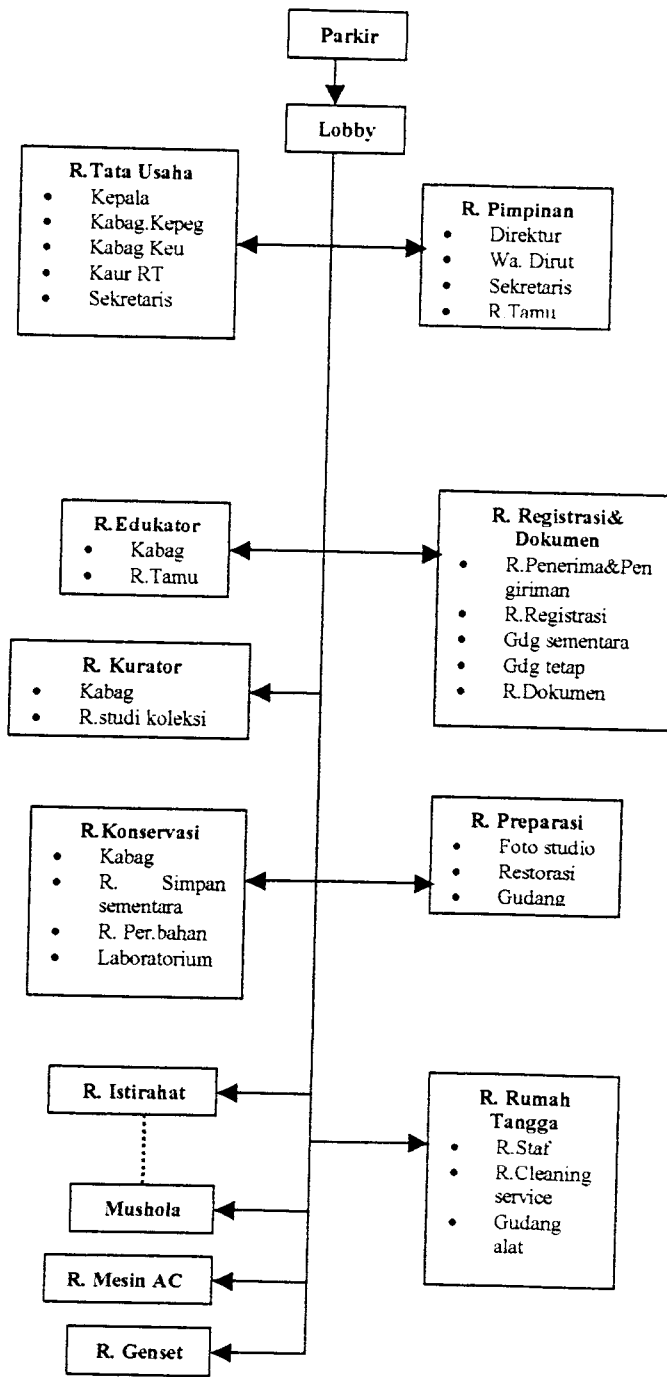 Parkir
Lobby
R.Tata Usaha
• Kepala
• Kabag.Kepeg
• Kabag Keu
• Kaur RT
• Sekretaris
R. Pimpinan
• Direktur
• Wa. Dirut
• Sekretaris
• R.Tamu
R.Edukator
• Kabag
• R.Tamu
R. Registrasi&
Dokumen
• R.Penerima&Pen
giriman
• R.Registrasi
• Gdg sementara
• Gdg tetap
• R.Dokumen
R. Kurator
• Kabag
• R.studi koleksi
R.Konservasi
• Kabag
• R. Simpan
sementara
• R. Per.bahan
• Laboratorium
R. Preparasi
• Foto studio
• Restorasi
• Gudang
R. Istirahat
R. Rumah
Tangga
• R.Staf
• R.Cleaning
service
• Gudang
alat
Mushola
R. Mesin AC
R. Genset